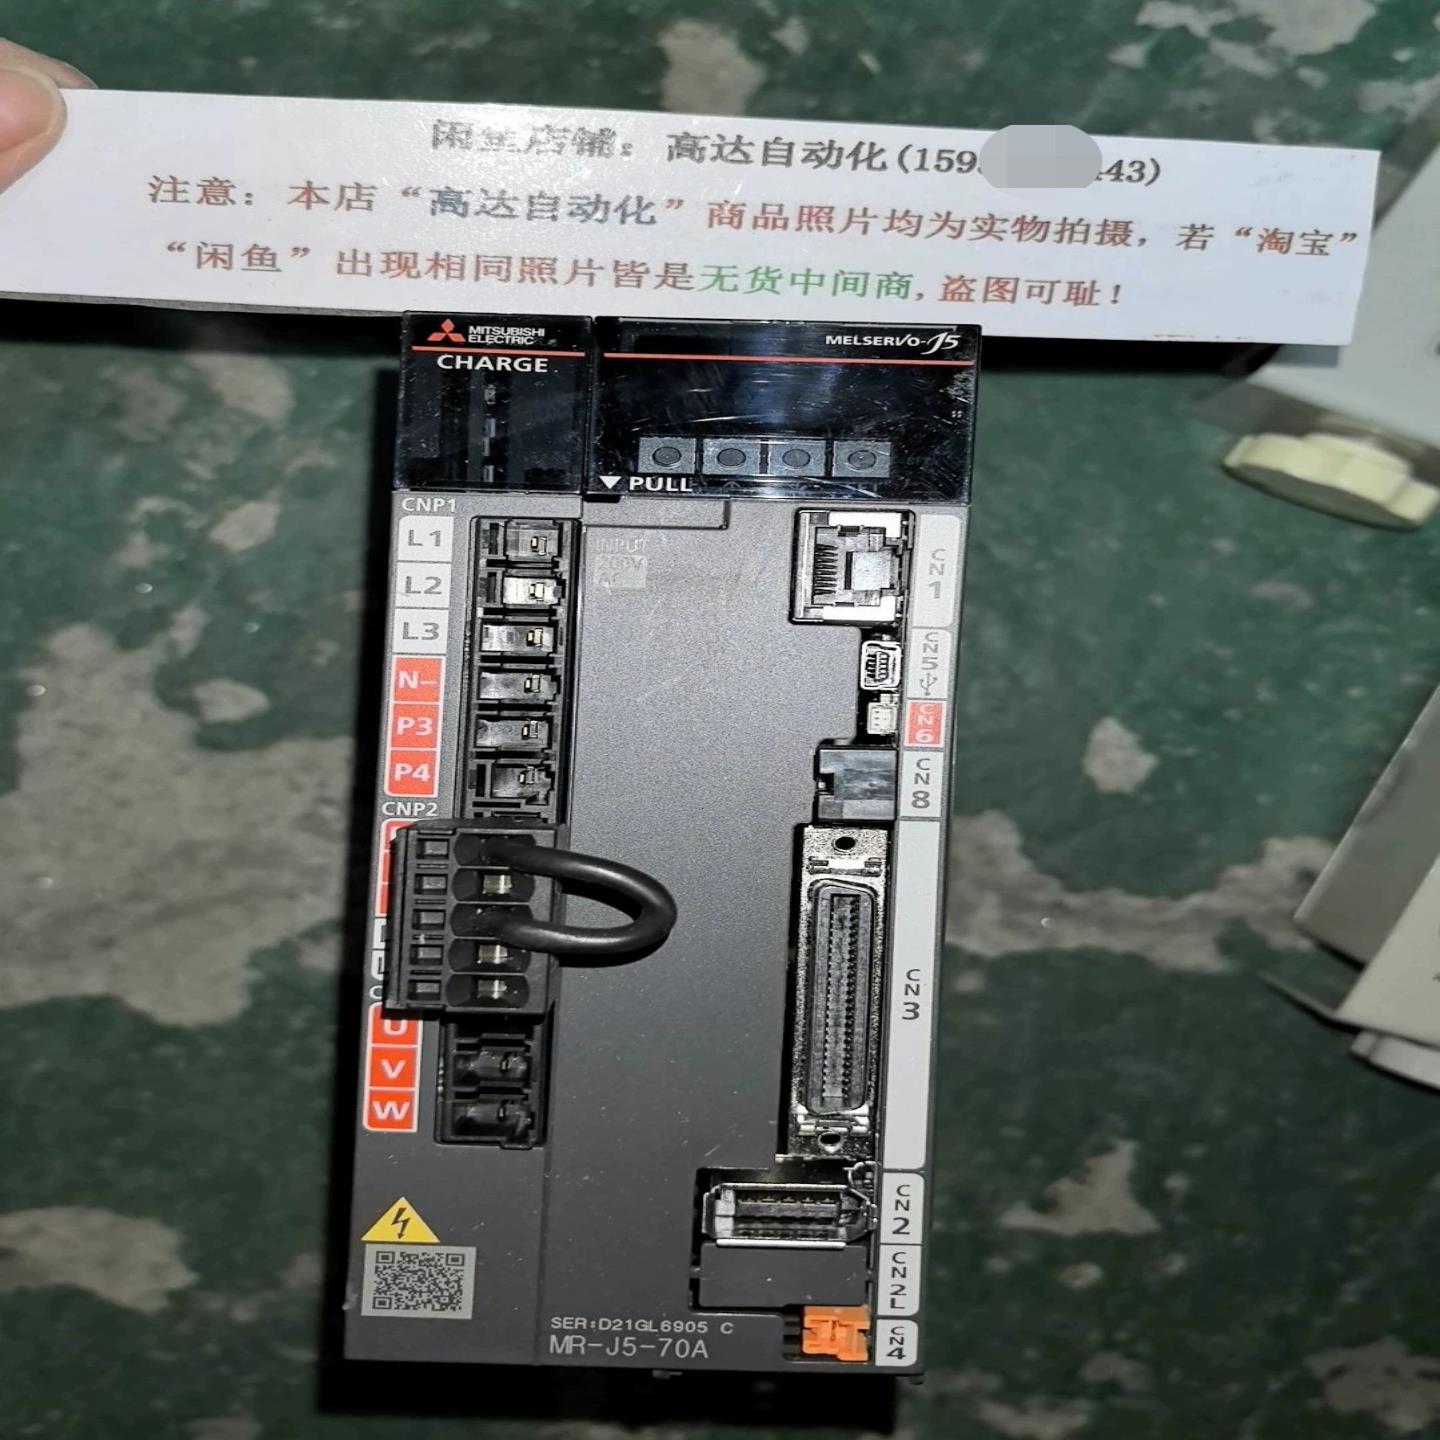 闲鱼店铺：高达自动化(159 443)
注意：本店“高达自动化”商品照片均为实物拍摄，若“淘宝”
“闲鱼”出现相同照片皆是无货中间商,盗图可耻！
MITSUBISHI
ELECTRIC
CHARGE
MELSERVO-J5
▼PULL
CNP1
L1
L2
L3
N-
P3
P4
CNP2
U
V
W
INPUT
200V
AC
CN1
CN5
CN6
CN8
CN3
CN2
CN2L
CN4
SER:D21GL6905 C
MR-J5-70A